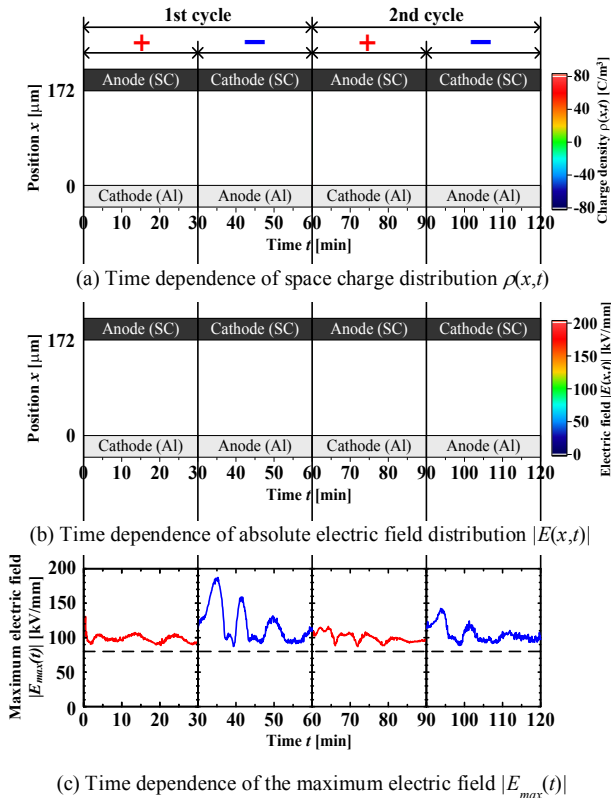 1st cycle 2nd cycle
+ − + −
Anode (SC) Cathode (SC) Anode (SC) Cathode (SC)
172
Position x [μm]
0
Cathode (Al) Anode (Al) Cathode (Al) Anode (Al)
0 10 20 30 40 50 60 70 80 90 100 110 120
Time t [min]
80
40
0
-40
-80
Charge density ρ(x,t) [C/m³]
(a) Time dependence of space charge distribution ρ(x,t)
Anode (SC) Cathode (SC) Anode (SC) Cathode (SC)
172
Position x [μm]
0
Cathode (Al) Anode (Al) Cathode (Al) Anode (Al)
0 10 20 30 40 50 60 70 80 90 100 110 120
Time t [min]
200
150
100
50
0
Electric field |E(x,t)| [kV/mm]
(b) Time dependence of absolute electric field distribution |E(x,t)|
Maximum electric field
|Emax(t)| [kV/mm]
200
150
100
50
0
0 10 20 30 40 50 60 70 80 90 100 110 120
Time t [min]
(c) Time dependence of the maximum electric field |Emax(t)|